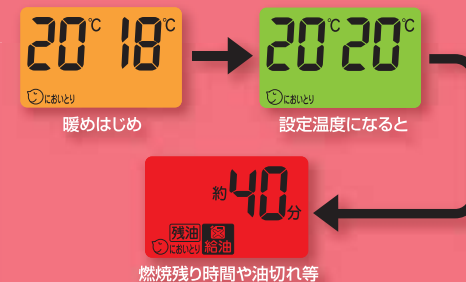 20℃ 18℃
においとり
暖めはじめ
20℃ 20℃
においとり
設定温度になると
約40分
残油
においとり 給油
燃焼残り時間や油切れ等